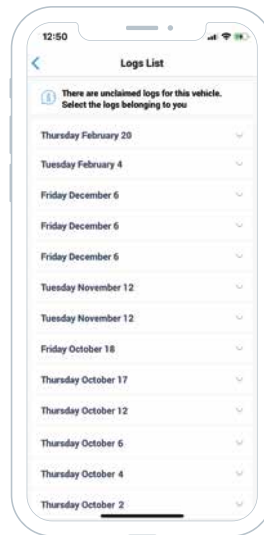 12:50
Logs List
There are unclaimed logs for this vehicle.
Select the logs belonging to you
Thursday February 20
Tuesday February 4
Friday December 6
Friday December 6
Friday December 6
Tuesday November 12
Tuesday November 12
Friday October 18
Thursday October 17
Thursday October 12
Thursday October 6
Thursday October 4
Thursday October 2